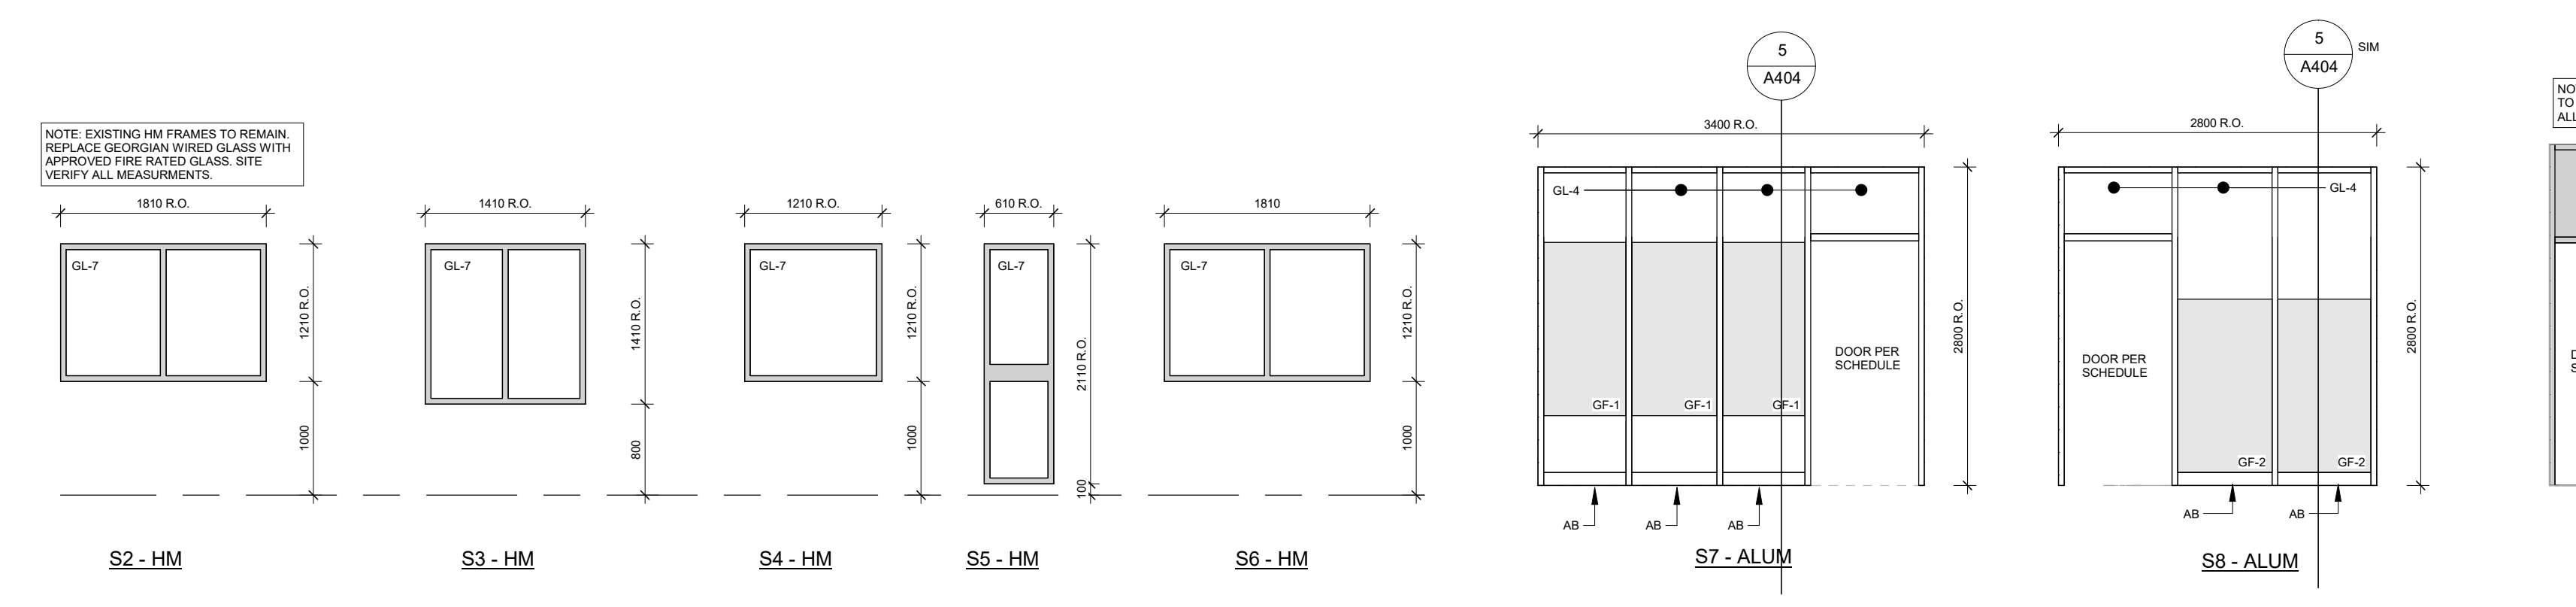 5
A404
5
A404
SIM
NOTE: EXISTING HM FRAMES TO REMAIN.
REPLACE GEORGIAN WIRED GLASS WITH
APPROVED FIRE RATED GLASS. SITE
VERIFY ALL MEASURMENTS.
TO
ALL
1810 R.O.
GL-7
1210 R.O.
1000
S2 - HM
1410 R.O.
GL-7
1410 R.O.
800
S3 - HM
1210 R.O.
GL-7
1210 R.O.
1000
S4 - HM
610 R.O.
GL-7
2110 R.O.
100
S5 - HM
1810
GL-7
1210 R.O.
1000
S6 - HM
3400 R.O.
GL-4
2800 R.O.
DOOR PER
SCHEDULE
GF-1
GF-1
GF-1
AB
AB
AB
S7 - ALUM
2800 R.O.
GL-4
2800 R.O.
DOOR PER
SCHEDULE
GF-2
GF-2
AB
AB
S8 - ALUM